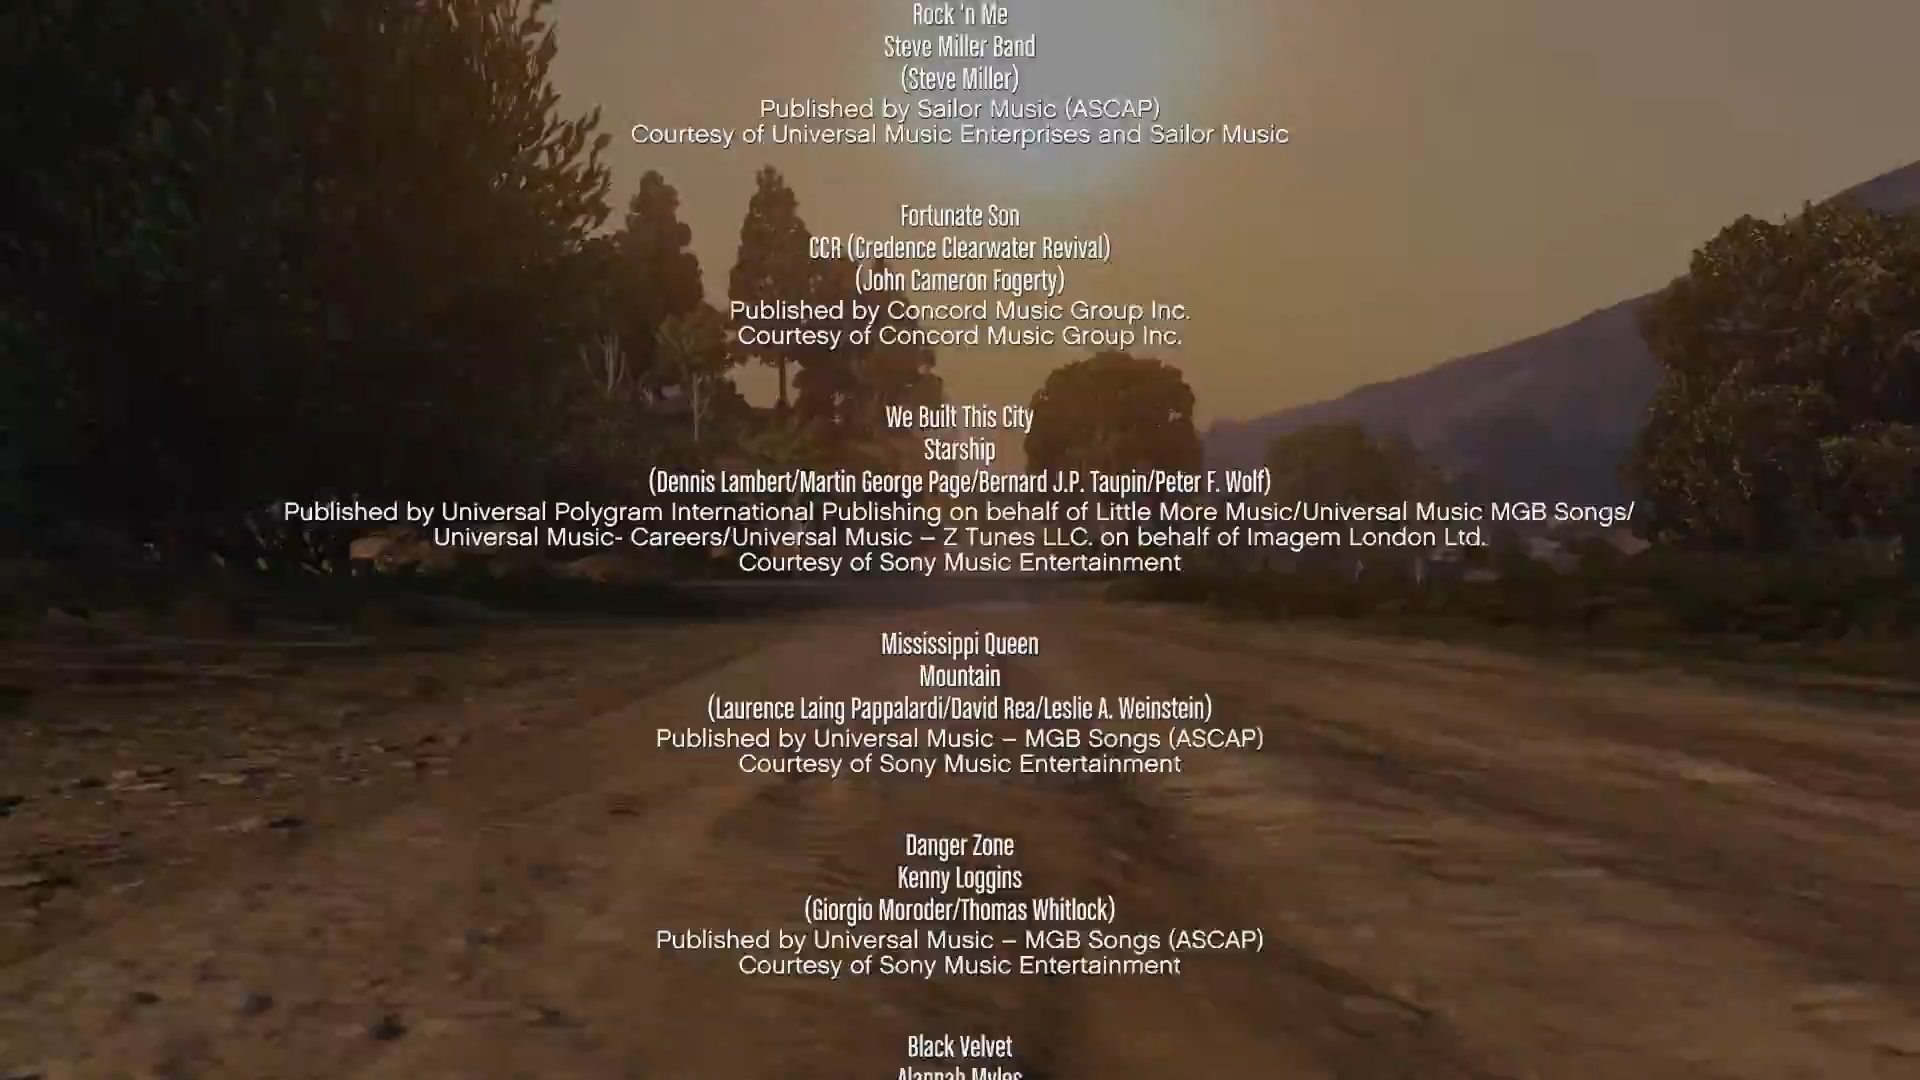 Rock 'n Me
Steve Miller Band
(Steve Miller)
Published by Sailor Music (ASCAP)
Courtesy of Universal Music Enterprises and Sailor Music
Fortunate Son
CCR (Credence Clearwater Revival)
(John Cameron Fogerty)
Published by Concord Music Group Inc.
Courtesy of Concord Music Group Inc.
We Built This City
Starship
(Dennis Lambert/Martin George Page/Bernard J.P. Taupin/Peter F. Wolf)
Published by Universal Polygram International Publishing on behalf of Little More Music/Universal Music MGB Songs/
Universal Music- Careers/Universal Music – Z Tunes LLC. on behalf of Imagem London Ltd.
Courtesy of Sony Music Entertainment
Mississippi Queen
Mountain
(Laurence Laing Pappalardi/David Rea/Leslie A. Weinstein)
Published by Universal Music – MGB Songs (ASCAP)
Courtesy of Sony Music Entertainment
Danger Zone
Kenny Loggins
(Giorgio Moroder/Thomas Whitlock)
Published by Universal Music – MGB Songs (ASCAP)
Courtesy of Sony Music Entertainment
Black Velvet
Alannah Myles